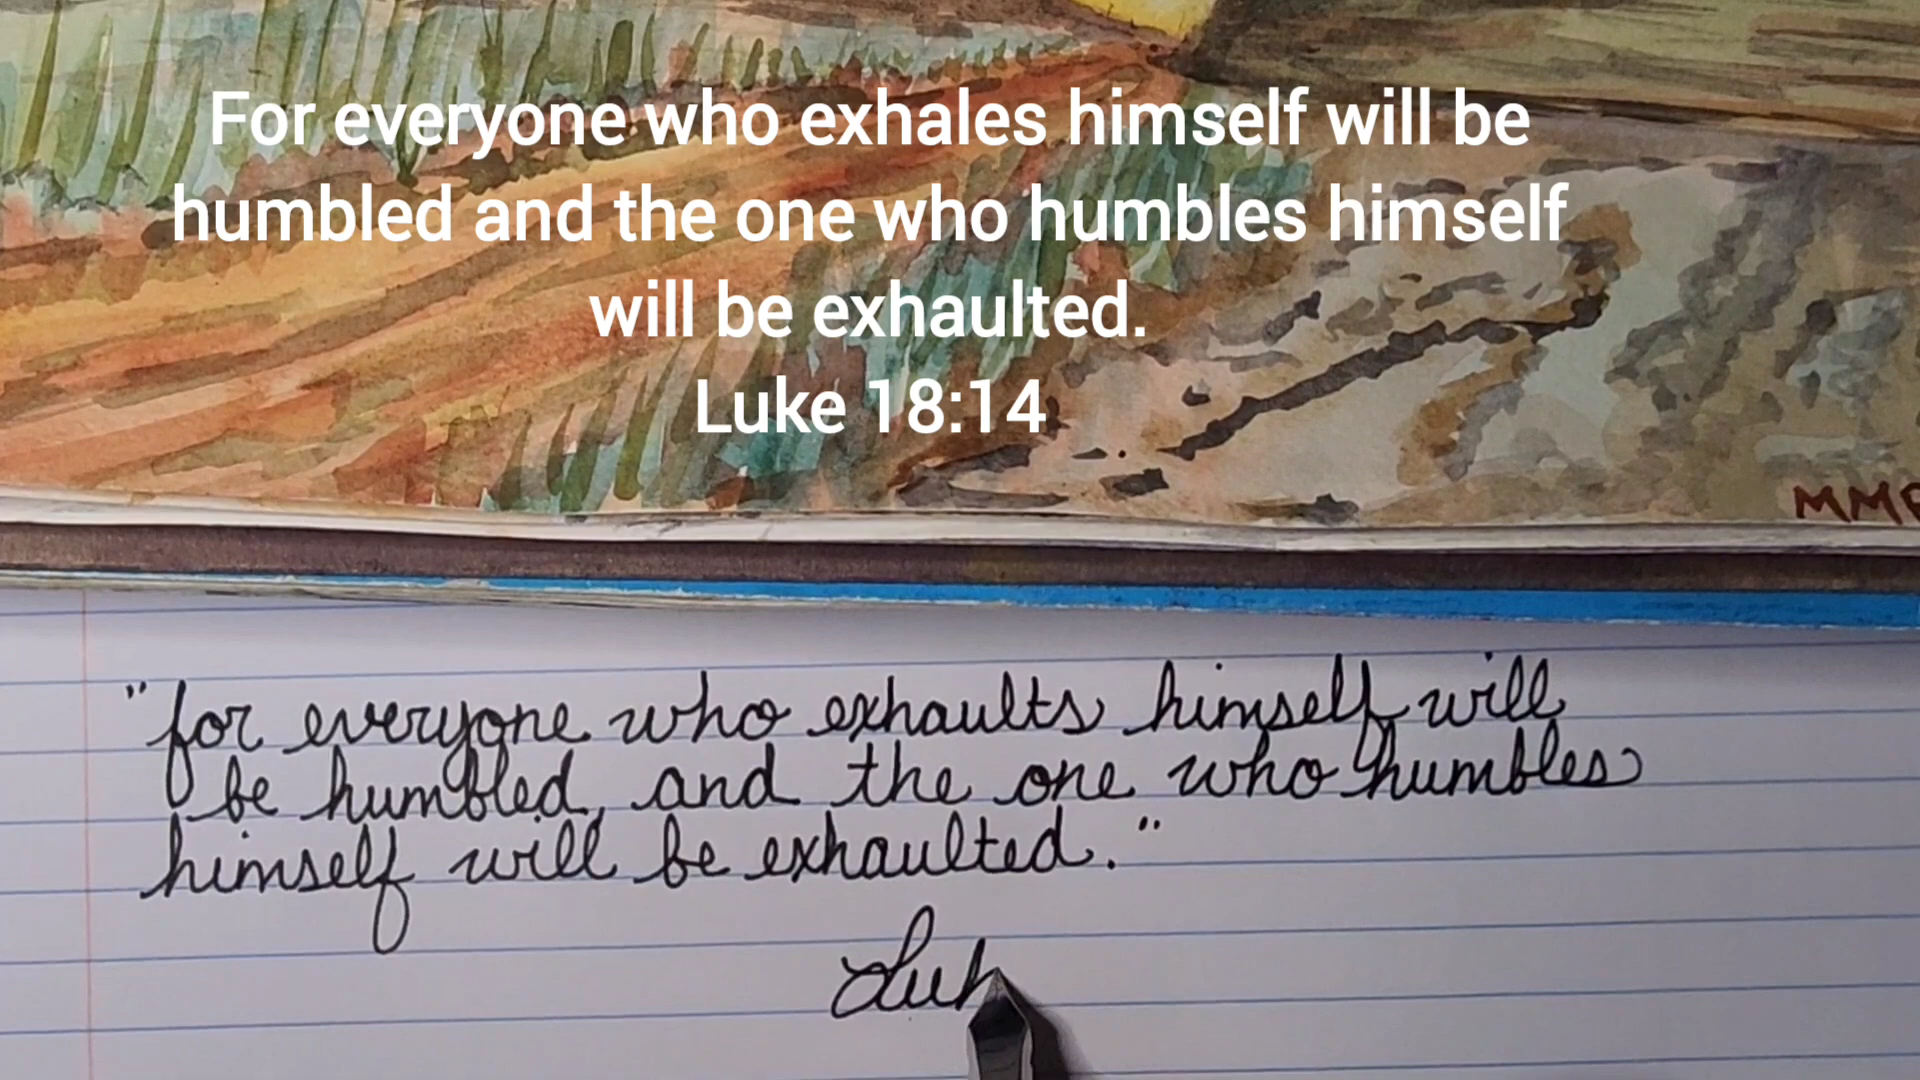 For everyone who exhales himself will be
humbled and the one who humbles himself
will be exhaulted.
Luke 18:14
MM
"for everyone who exhaults himself will
be humbled, and the one who humbles
himself will be exhaulted."
Luk